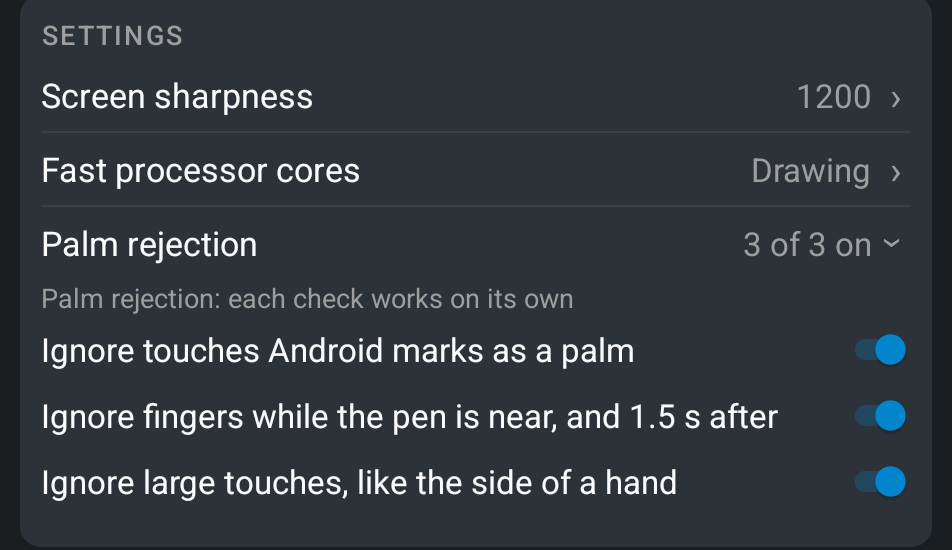 SETTINGS
Screen sharpness 1200 ›
Fast processor cores Drawing ›
Palm rejection 3 of 3 on
Palm rejection: each check works on its own
Ignore touches Android marks as a palm
Ignore fingers while the pen is near, and 1.5 s after
Ignore large touches, like the side of a hand